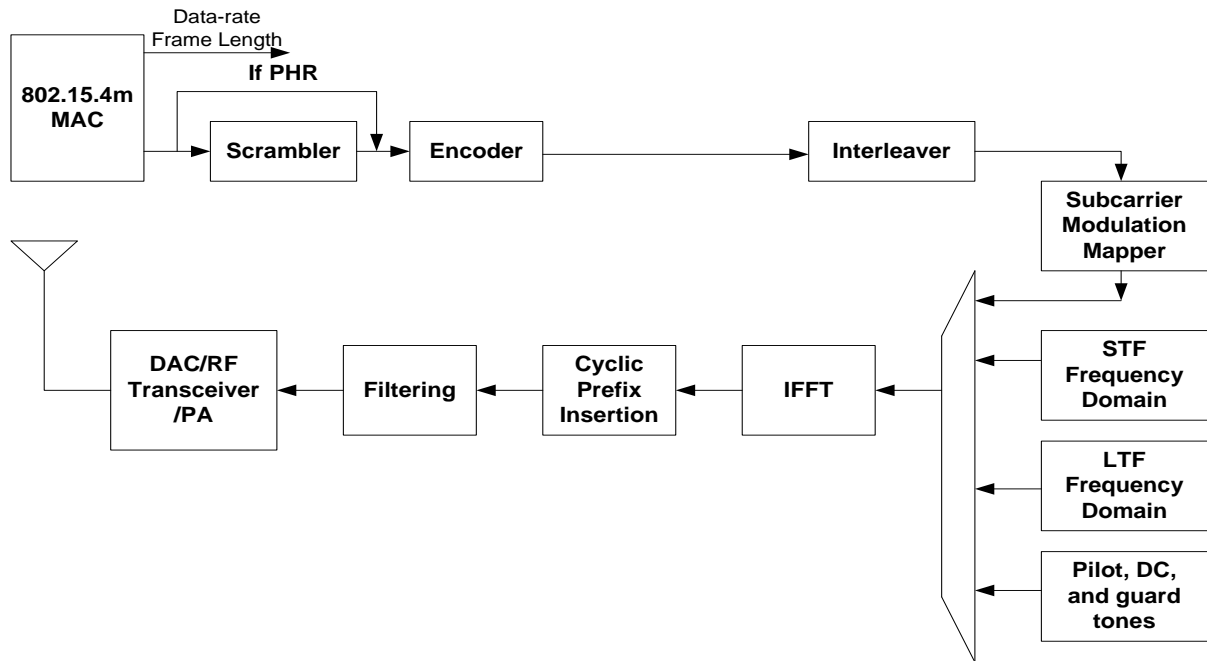 Data-rate
Frame Length
If PHR
802.15.4m
MAC
Scrambler
Encoder
Interleaver
Subcarrier
Modulation
Mapper
DAC/RF
Transceiver
/PA
Filtering
Cyclic
Prefix
Insertion
IFFT
STF
Frequency
Domain
LTF
Frequency
Domain
Pilot, DC,
and guard
tones